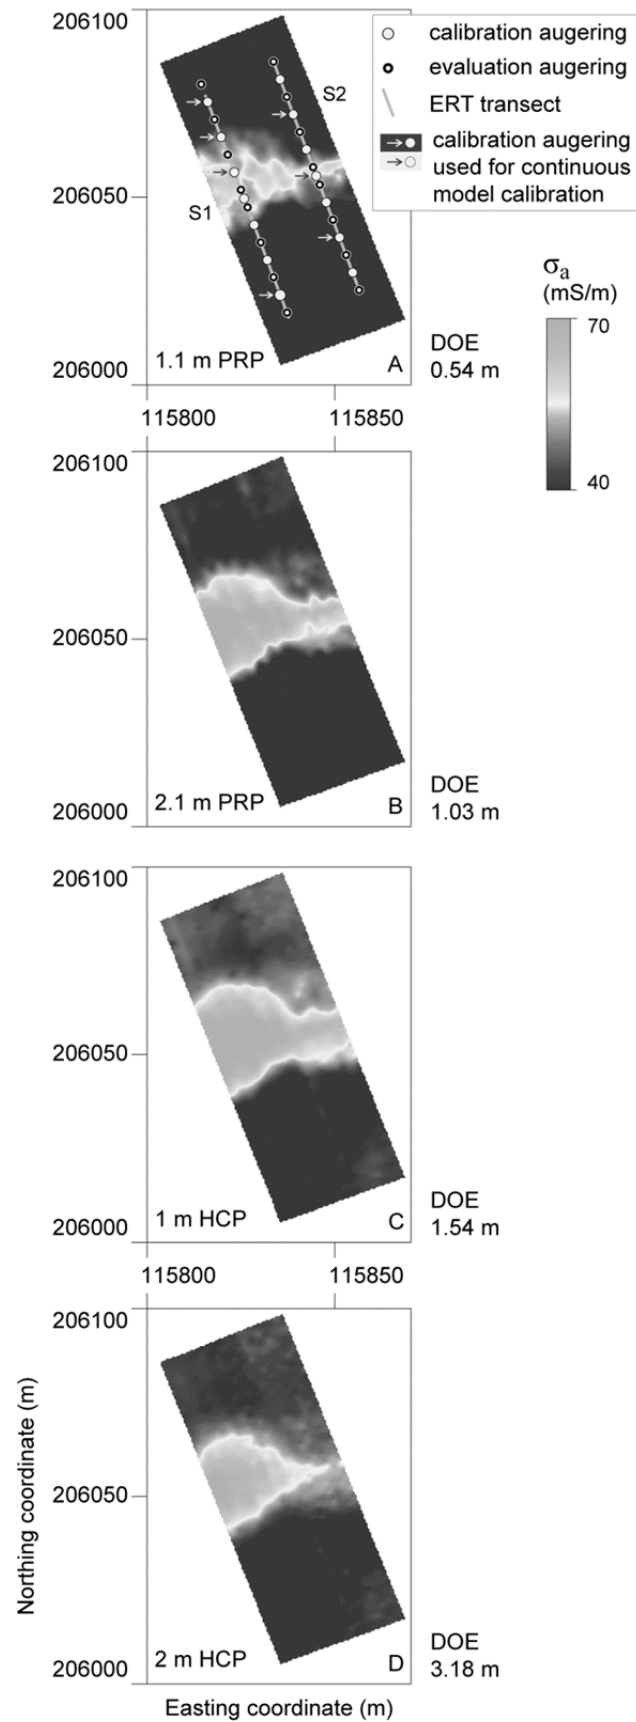 206100
calibration augering
evaluation augering
ERT transect
calibration augering
used for continuous
model calibration
S2
S1
206050
σa
(mS/m)
70
40
206000
1.1 m PRP
A
DOE
0.54 m
115800
115850
206100
206050
206000
2.1 m PRP
B
DOE
1.03 m
206100
206050
206000
1 m HCP
C
DOE
1.54 m
115800
115850
206100
206050
206000
2 m HCP
D
DOE
3.18 m
Northing coordinate (m)
Easting coordinate (m)